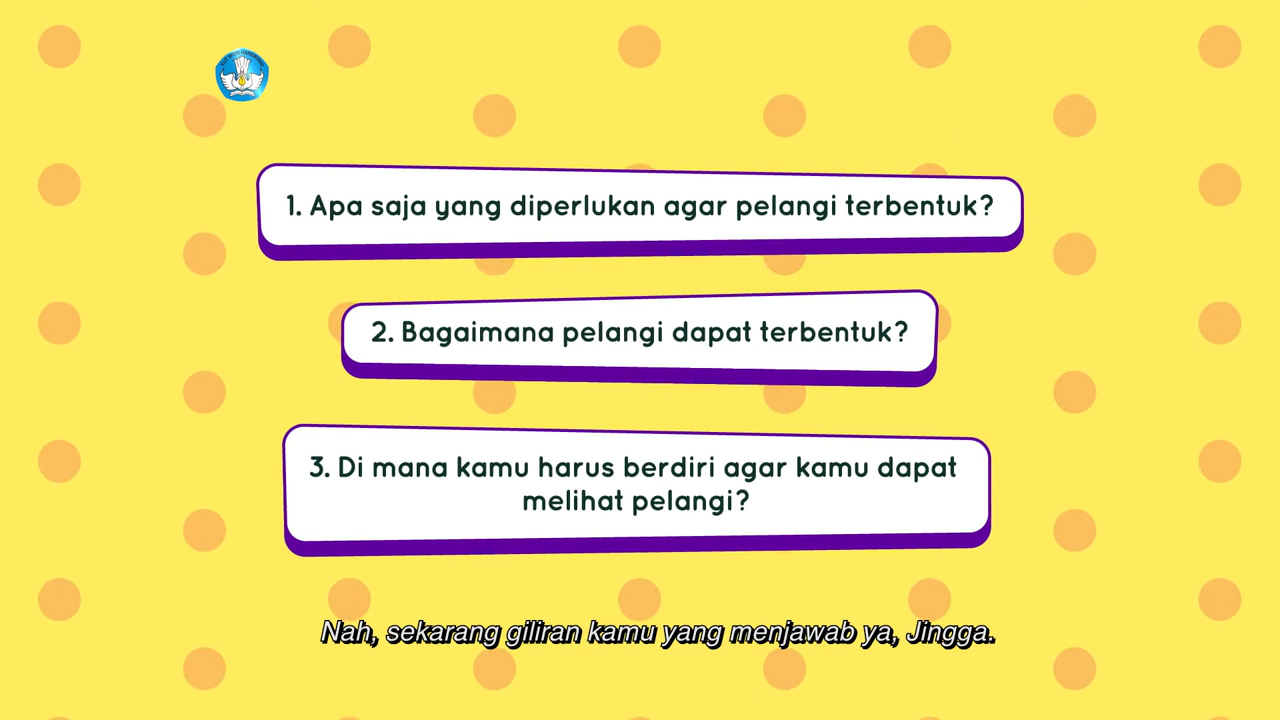 1. Apa saja yang diperlukan agar pelangi terbentuk?
2. Bagaimana pelangi dapat terbentuk?
3. Di mana kamu harus berdiri agar kamu dapat
melihat pelangi?
Nah, sekarang giliran kamu yang menjawab ya, Jingga.